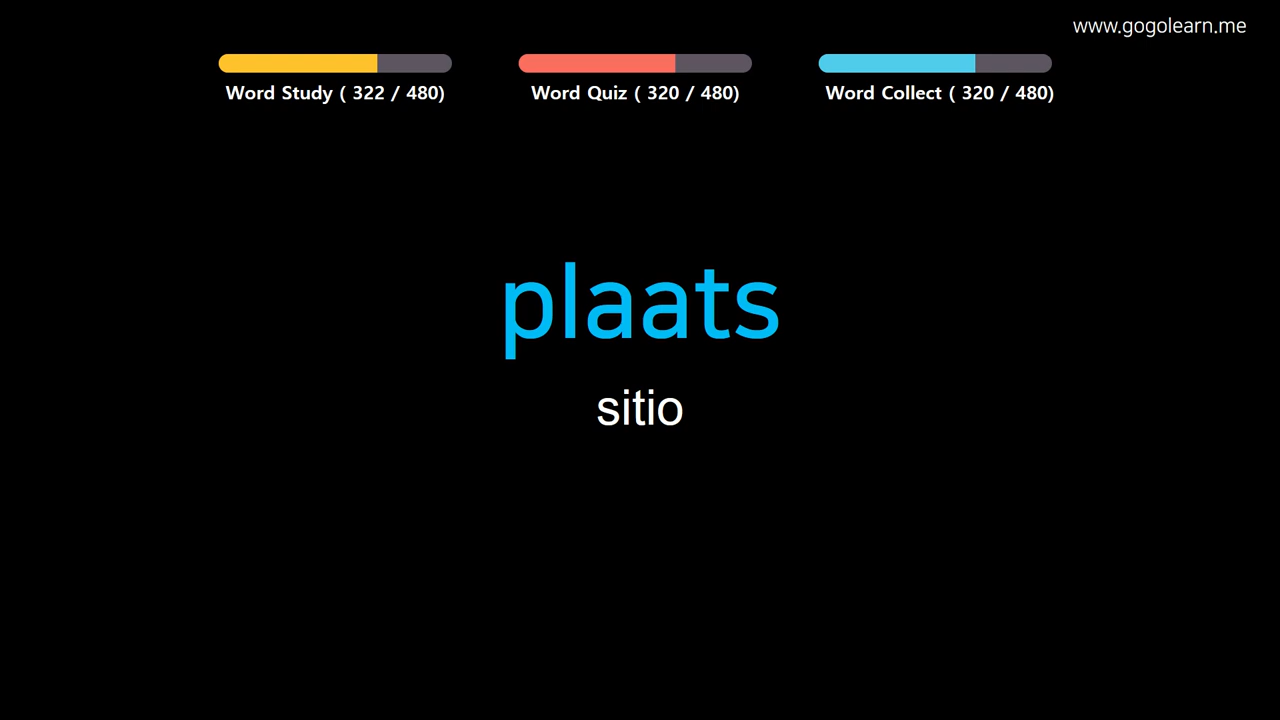 www.gogolearn.me
Word Study ( 322 / 480)
Word Quiz ( 320 / 480)
Word Collect ( 320 / 480)
plaats
sitio